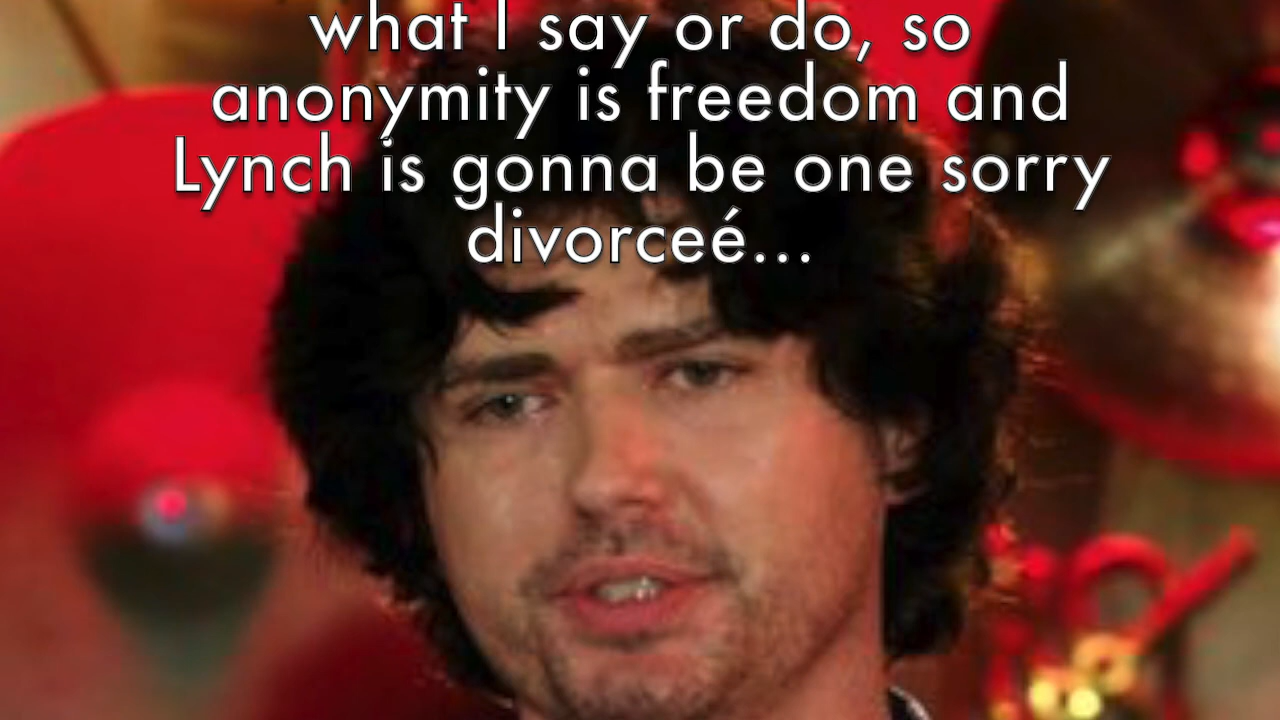 what I say or do, so
anonymity is freedom and
Lynch is gonna be one sorry
divorceé...